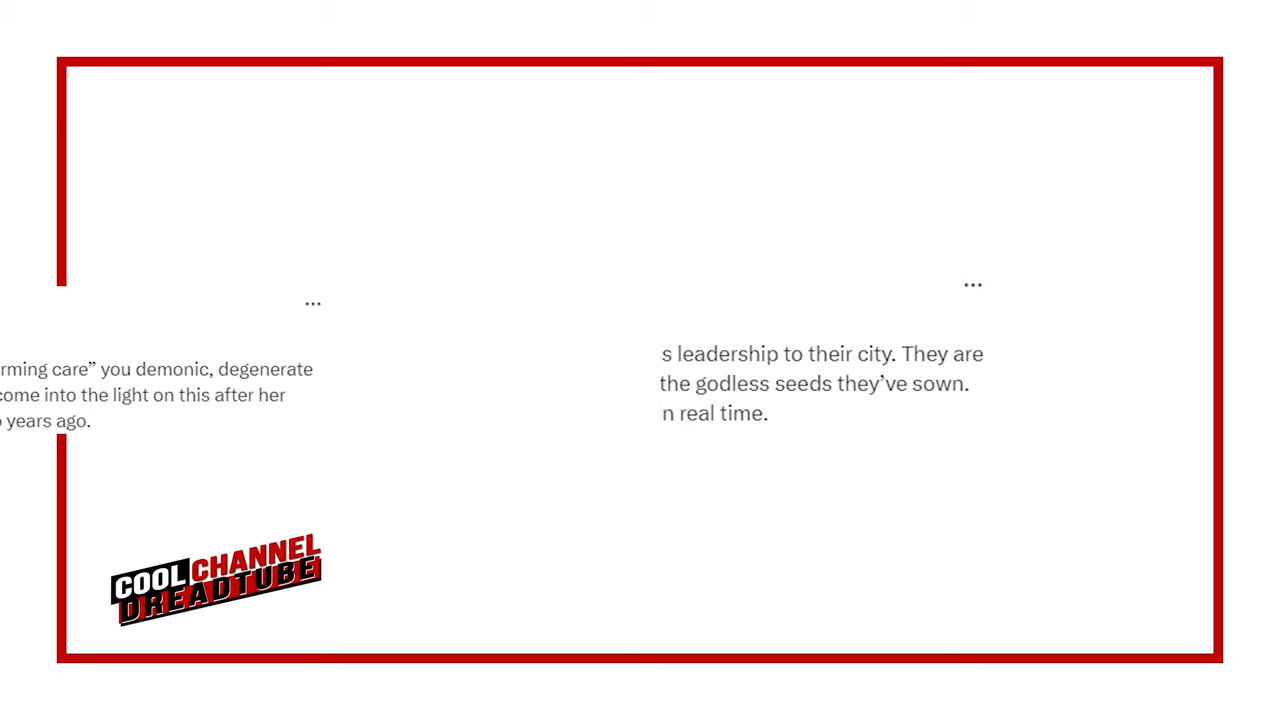 ...
rming care” you demonic, degenerate
come into the light on this after her
years ago.
...
s leadership to their city. They are
the godless seeds they’ve sown.
n real time.
COOL CHANNEL
DREADTUBE